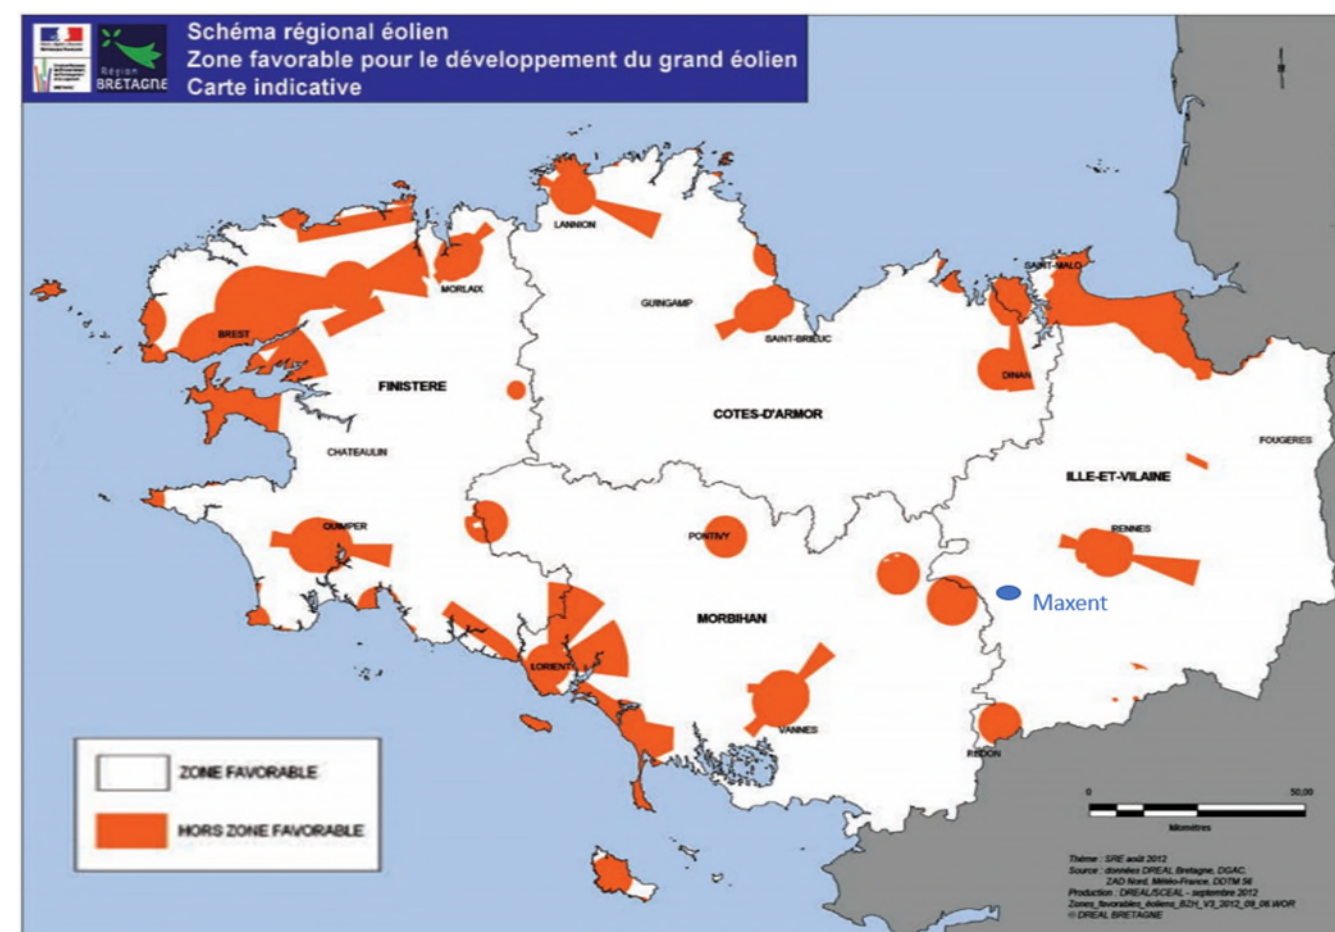 Région
BRETAGNE
Schéma régional éolien
Zone favorable pour le développement du grand éolien
Carte indicative
LANNION
MORLAIX
GUINGAMP
SAINT-BRIEUC
SAINT-MALO
DINAN
BREST
FINISTERE
COTES-D'ARMOR
CHATEAULIN
FOUGERES
ILLE-ET-VILAINE
QUIMPER
PONTIVY
RENNES
Maxent
MORBIHAN
LORIENT
VANNES
REDON
ZONE FAVORABLE
HORS ZONE FAVORABLE
0 50,00
kilomètres
Thème : SRE août 2012
Source : données DREAL Bretagne, DGAC,
ZAD Nord, Météo-France, DDTM 56
Production : DREAL/SCEAL - septembre 2012
Zones_favorables_éoliens_BZH_V3_2012_09_06.WOR
© DREAL BRETAGNE